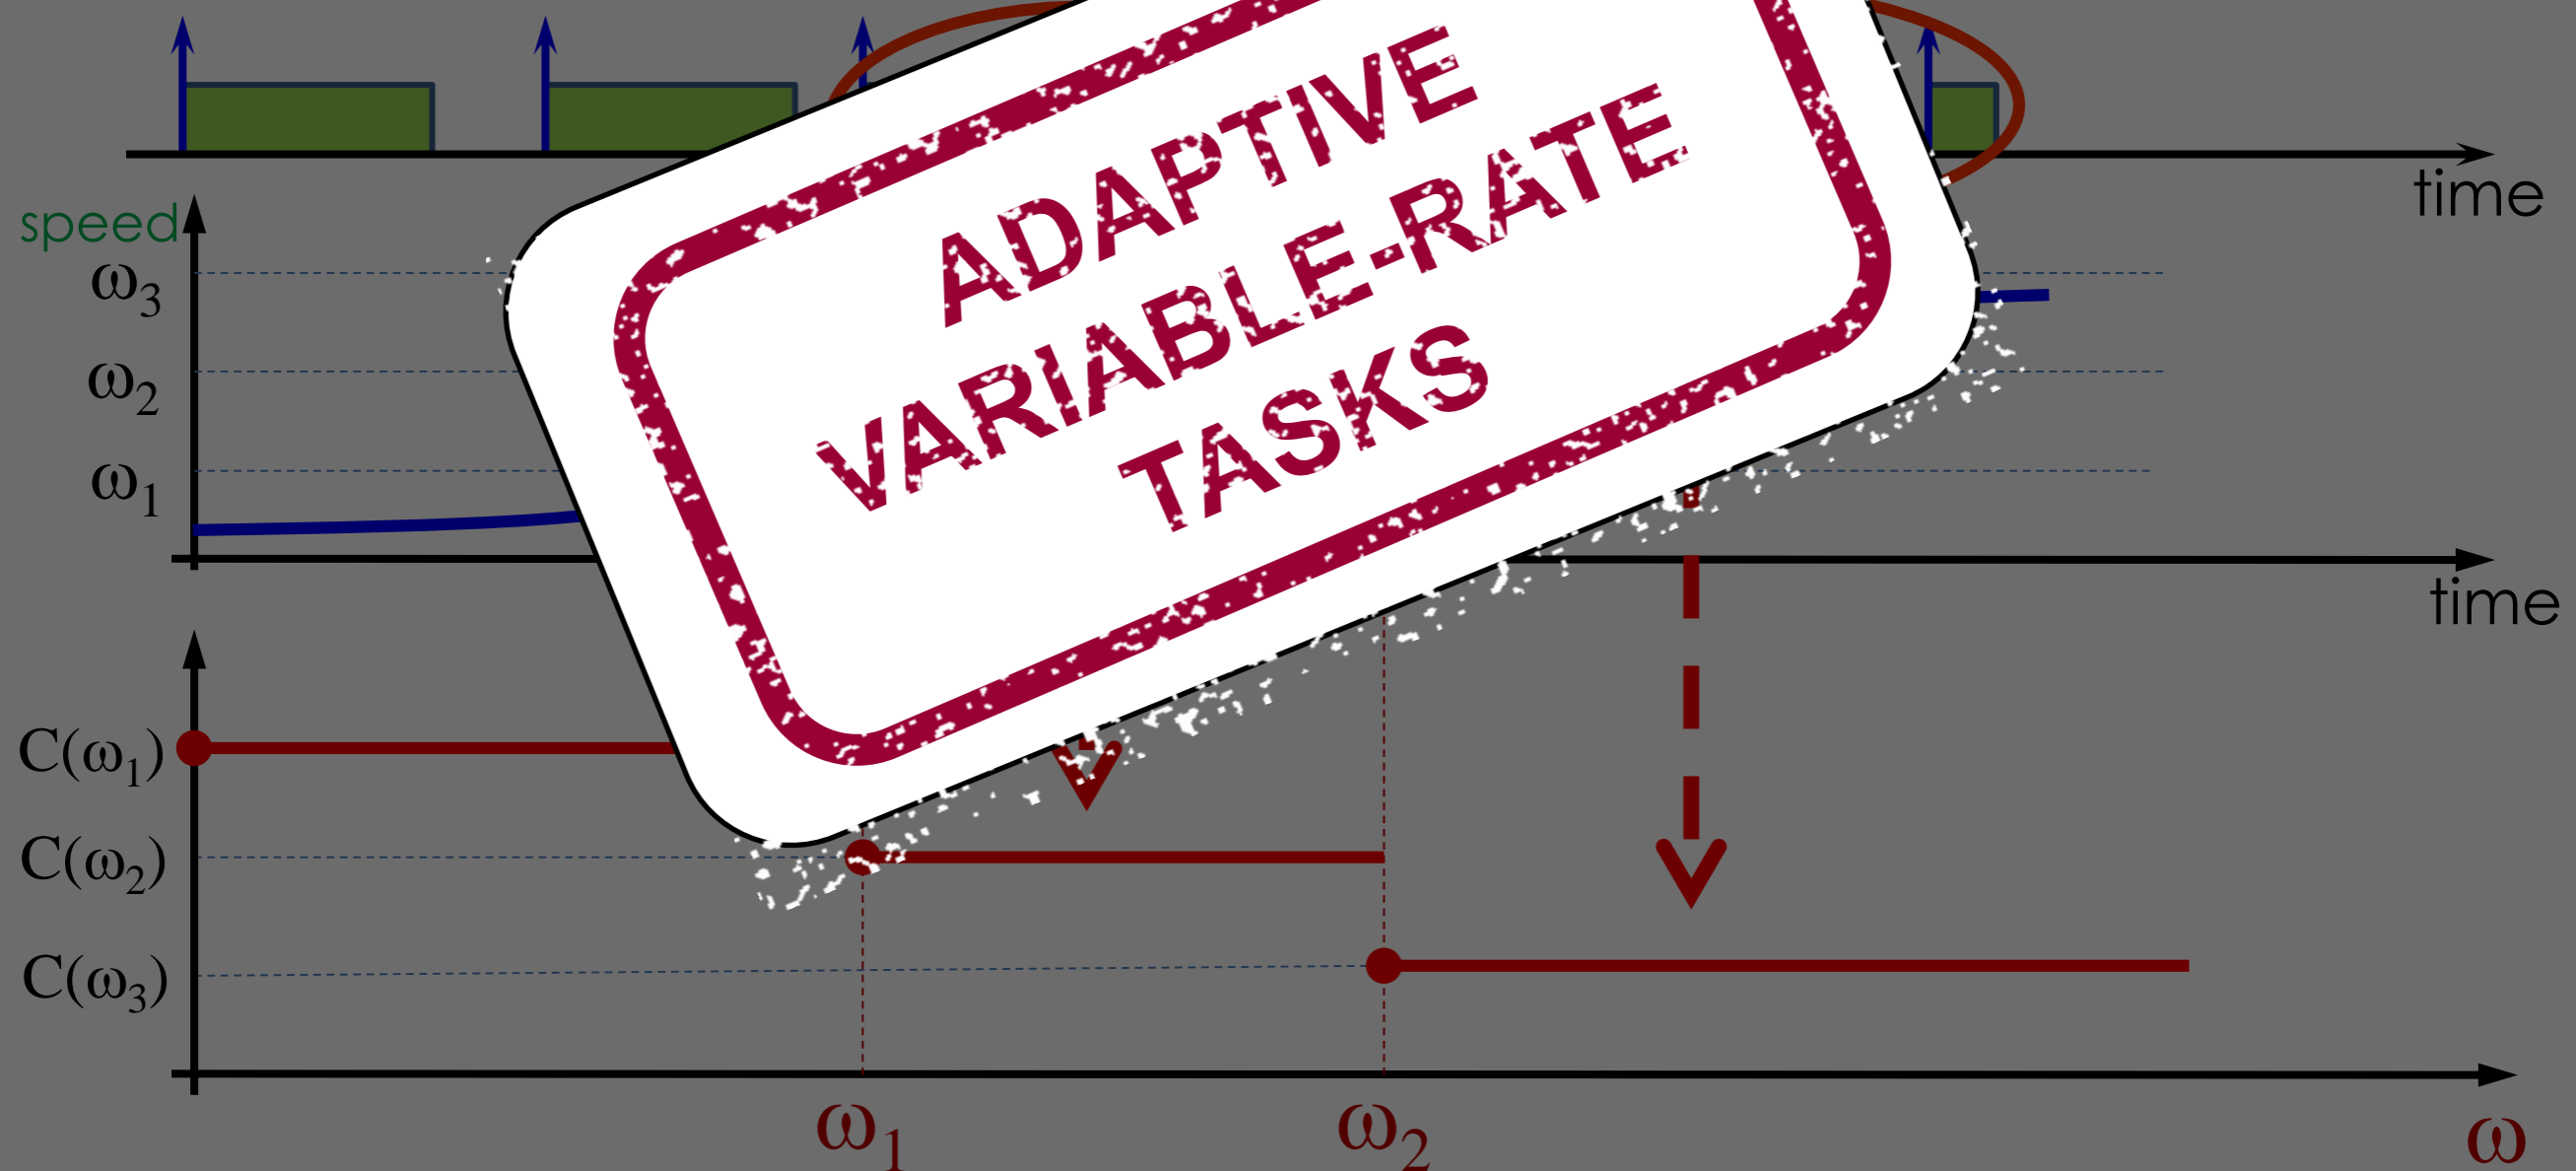 ADAPTIVE
VARIABLE-RATE
TASKS
time
speed
ω3
ω2
ω1
time
C(ω1)
C(ω2)
C(ω3)
ω1
ω2
ω